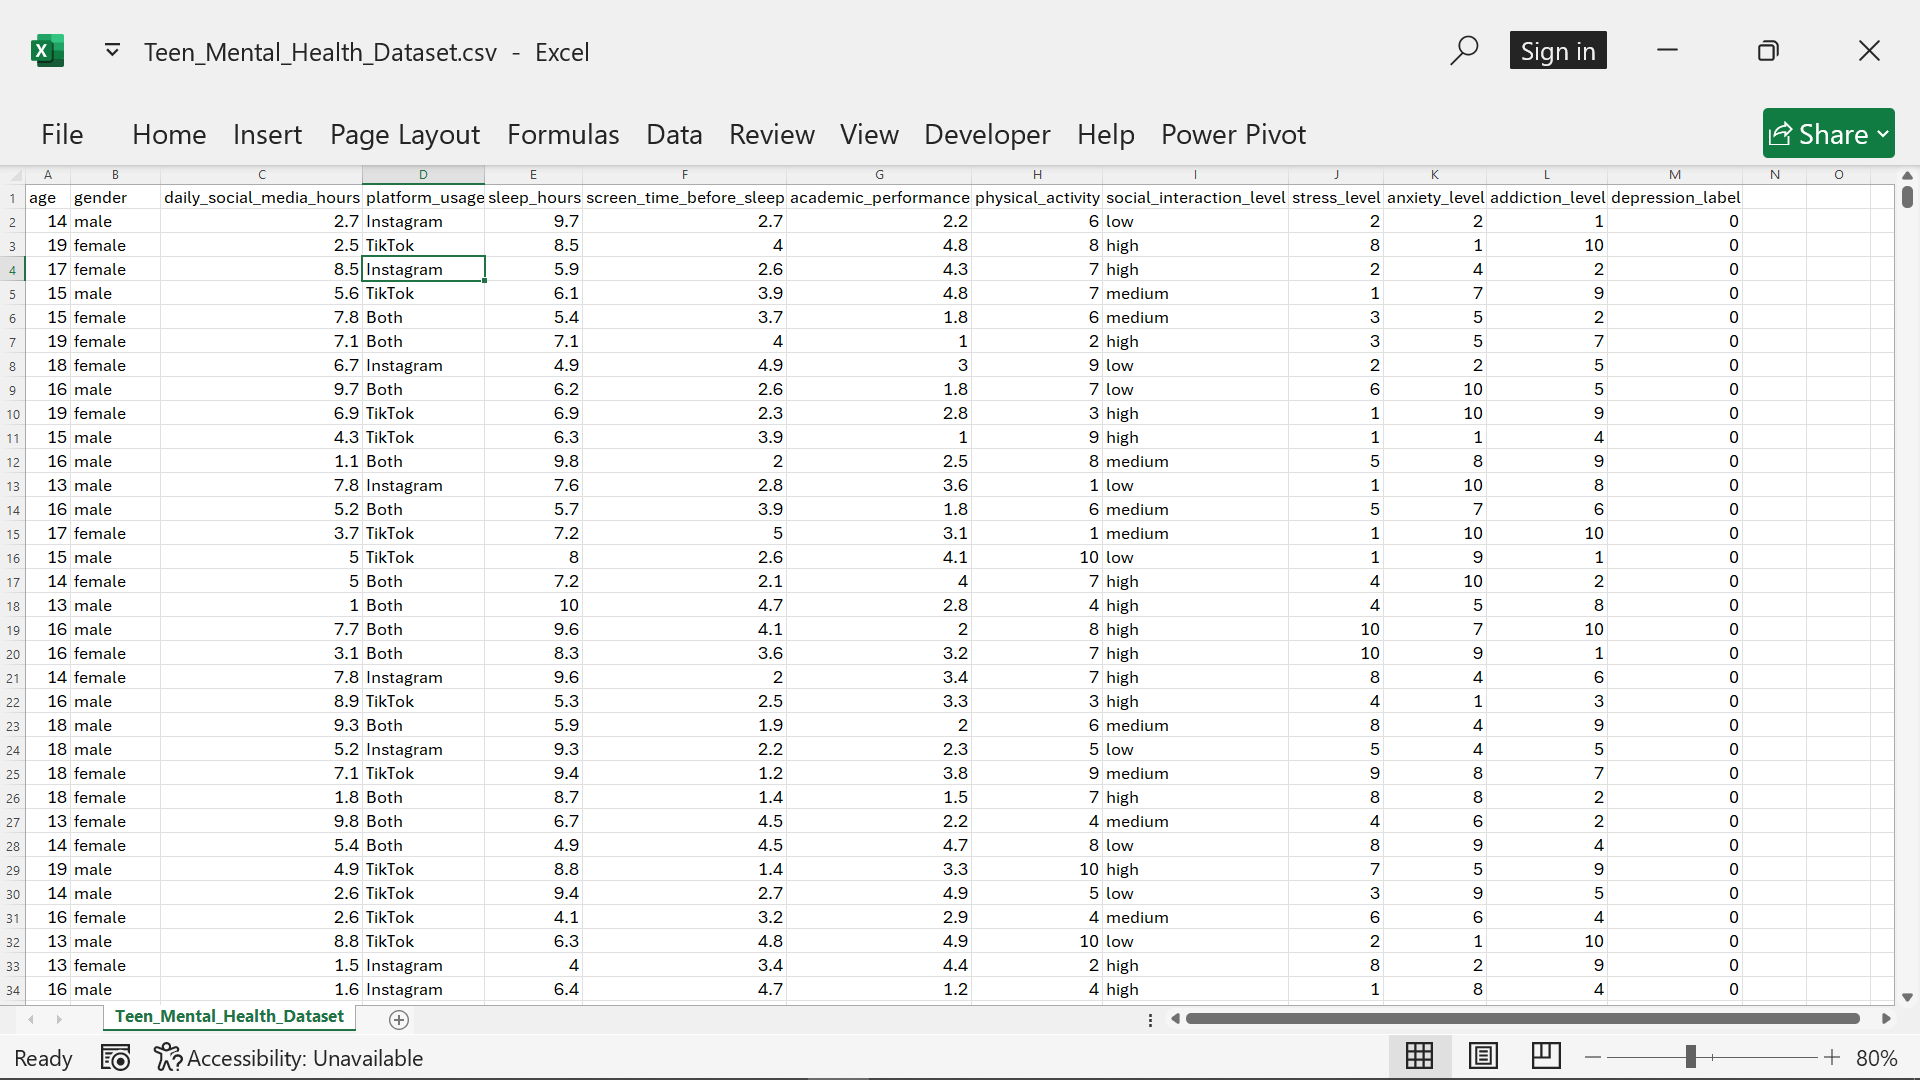 Teen_Mental_Health_Dataset.csv - Excel Sign in
File Home Insert Page Layout Formulas Data Review View Developer Help Power Pivot Share
A B C D E F G H I J K L M N O
1 age gender daily_social_media_hours platform_usage sleep_hours screen_time_before_sleep academic_performance physical_activity social_interaction_level stress_level anxiety_level addiction_level depression_label
2 14 male 2.7 Instagram 9.7 2.7 2.2 6 low 2 2 1 0
3 19 female 2.5 TikTok 8.5 4 4.8 8 high 8 1 10 0
4 17 female 8.5 Instagram 5.9 2.6 4.3 7 high 2 4 2 0
5 15 male 5.6 TikTok 6.1 3.9 4.8 7 medium 1 7 9 0
6 15 female 7.8 Both 5.4 3.7 1.8 6 medium 3 5 2 0
7 19 female 7.1 Both 7.1 4 1 2 high 3 5 7 0
8 18 female 6.7 Instagram 4.9 4.9 3 9 low 2 2 5 0
9 16 male 9.7 Both 6.2 2.6 1.8 7 low 6 10 5 0
10 19 female 6.9 TikTok 6.9 2.3 2.8 3 high 1 10 9 0
11 15 male 4.3 TikTok 6.3 3.9 1 9 high 1 1 4 0
12 16 male 1.1 Both 9.8 2 2.5 8 medium 5 8 9 0
13 13 male 7.8 Instagram 7.6 2.8 3.6 1 low 1 10 8 0
14 16 male 5.2 Both 5.7 3.9 1.8 6 medium 5 7 6 0
15 17 female 3.7 TikTok 7.2 5 3.1 1 medium 1 10 10 0
16 15 male 5 TikTok 8 2.6 4.1 10 low 1 9 1 0
17 14 female 5 Both 7.2 2.1 4 7 high 4 10 2 0
18 13 male 1 Both 10 4.7 2.8 4 high 4 5 8 0
19 16 male 7.7 Both 9.6 4.1 2 8 high 10 7 10 0
20 16 female 3.1 Both 8.3 3.6 3.2 7 high 10 9 1 0
21 14 female 7.8 Instagram 9.6 2 3.4 7 high 8 4 6 0
22 16 male 8.9 TikTok 5.3 2.5 3.3 3 high 4 1 3 0
23 18 male 9.3 Both 5.9 1.9 2 6 medium 8 4 9 0
24 18 male 5.2 Instagram 9.3 2.2 2.3 5 low 5 4 5 0
25 18 female 7.1 TikTok 9.4 1.2 3.8 9 medium 9 8 7 0
26 18 female 1.8 Both 8.7 1.4 1.5 7 high 8 8 2 0
27 13 female 9.8 Both 6.7 4.5 2.2 4 medium 4 6 2 0
28 14 female 5.4 Both 4.9 4.5 4.7 8 low 8 9 4 0
29 19 male 4.9 TikTok 8.8 1.4 3.3 10 high 7 5 9 0
30 14 male 2.6 TikTok 9.4 2.7 4.9 5 low 3 9 5 0
31 16 female 2.6 TikTok 4.1 3.2 2.9 4 medium 6 6 4 0
32 13 male 8.8 TikTok 6.3 4.8 4.9 10 low 2 1 10 0
33 13 female 1.5 Instagram 4 3.4 4.4 2 high 8 2 9 0
34 16 male 1.6 Instagram 6.4 4.7 1.2 4 high 1 8 4 0
Teen_Mental_Health_Dataset
Ready Accessibility: Unavailable 80%